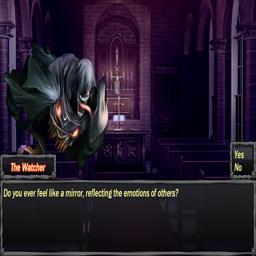 Yes
No
The Watcher
Do you ever feel like a mirror, reflecting the emotions of others?